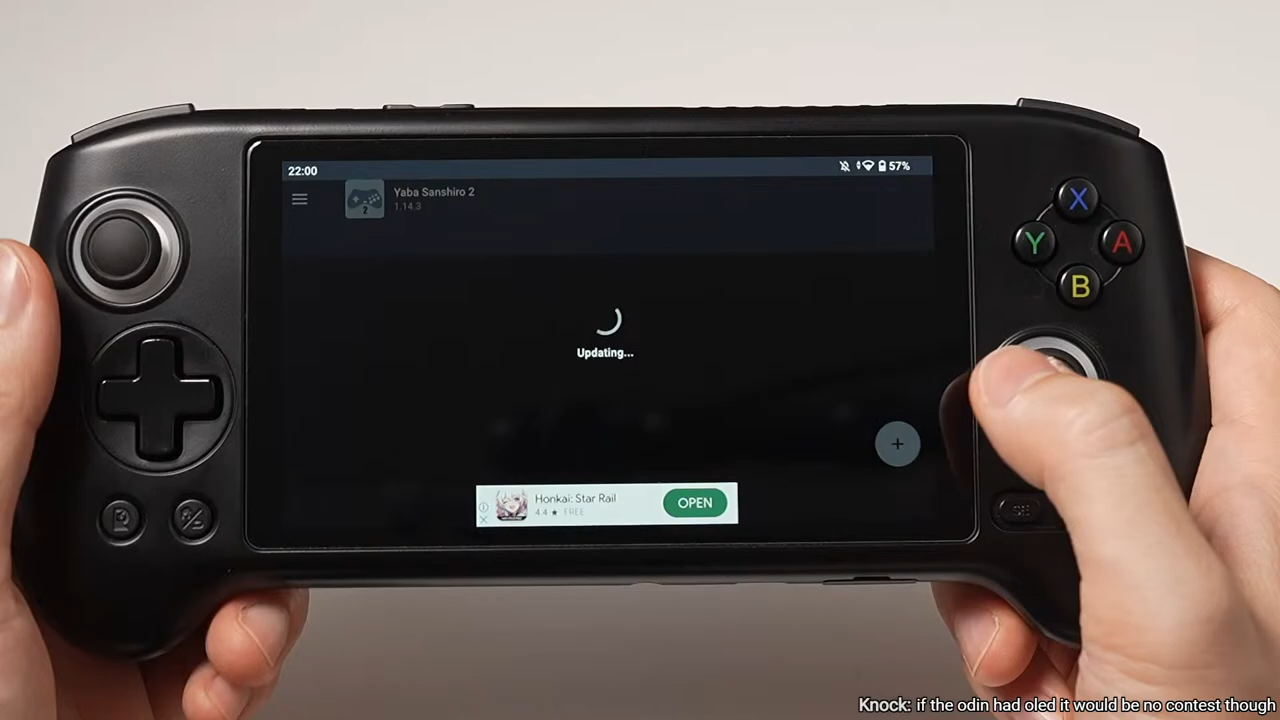 22:00
57%
Yaba Sanshiro 2
1.14.3
2
Updating...
+
Honkai: Star Rail
4.4 ★ FREE
OPEN
X
Y
A
B
Knock: if the odin had oled it would be no contest though